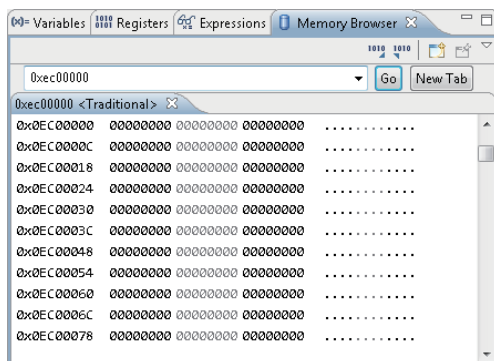 (x)= Variables 1010 0101 Registers Expressions Memory Browser
1010 1010
0xec00000 Go New Tab
0xec00000 <Traditional>
0x0EC00000 00000000 00000000 00000000 ............
0x0EC0000C 00000000 00000000 00000000 ............
0x0EC00018 00000000 00000000 00000000 ............
0x0EC00024 00000000 00000000 00000000 ............
0x0EC00030 00000000 00000000 00000000 ............
0x0EC0003C 00000000 00000000 00000000 ............
0x0EC00048 00000000 00000000 00000000 ............
0x0EC00054 00000000 00000000 00000000 ............
0x0EC00060 00000000 00000000 00000000 ............
0x0EC0006C 00000000 00000000 00000000 ............
0x0EC00078 00000000 00000000 00000000 ............